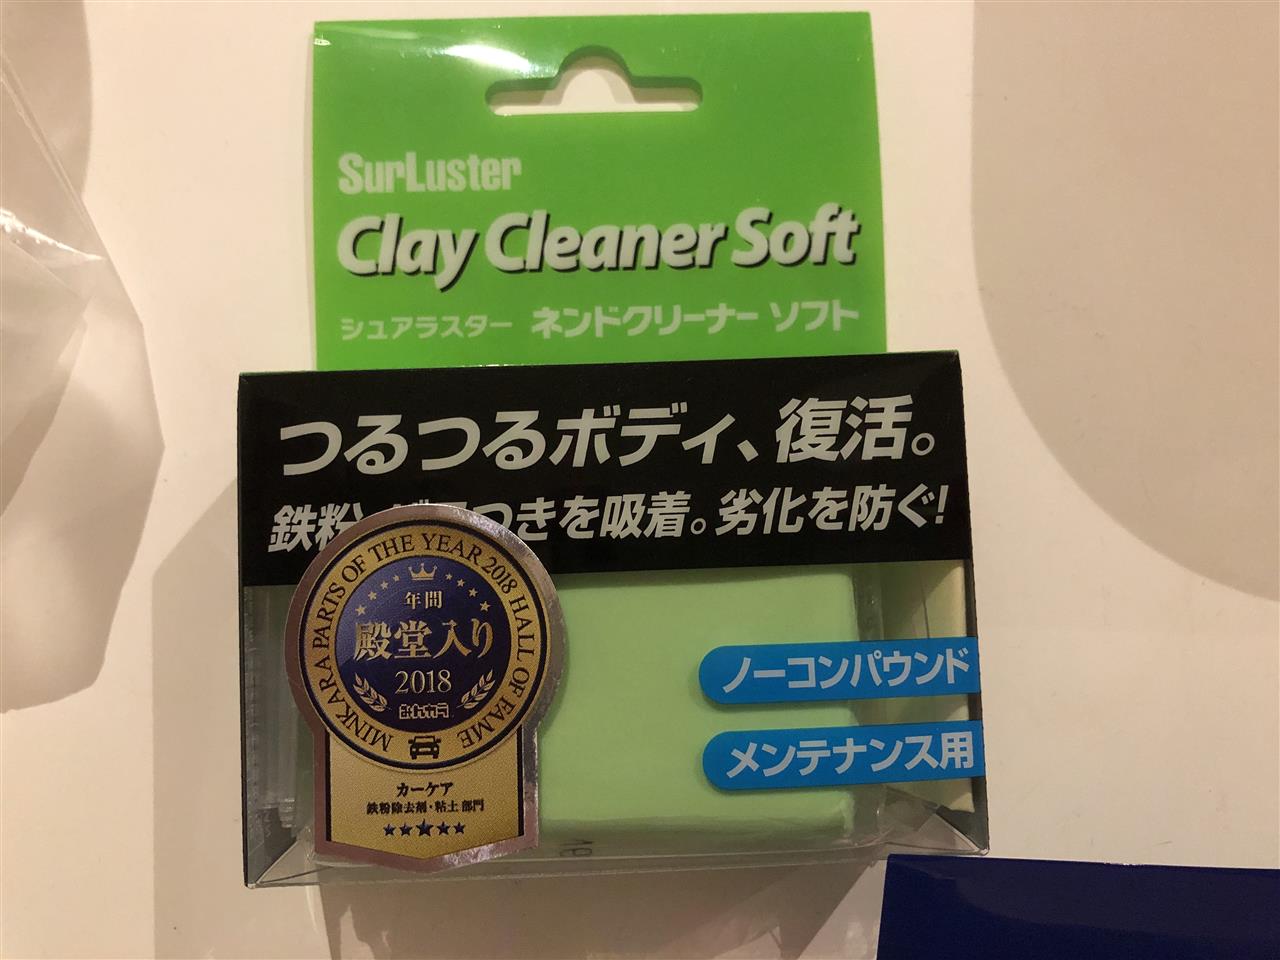 SurLuster
Clay Cleaner Soft
シュアラスター ネンドクリーナー ソフト
つるつるボディ、復活。
鉄粉 つきを吸着。劣化を防ぐ!
MINKARA PARTS OF THE YEAR 2018 HALL OF FAME
年間
殿堂入り
2018
みんカラ
カーケア
鉄粉除去剤・粘土 部門
ノーコンパウンド
メンテナンス用